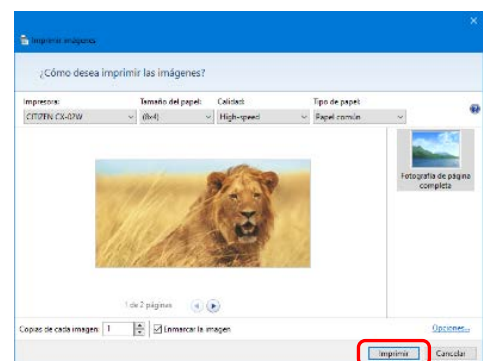 Imprimir imágenes
¿Cómo desea imprimir las imágenes?
Impresora: Tamaño del papel: Calidad: Tipo de papel:
CITIZEN CX-02W (8x4) High-speed Papel común
Fotografía de página
completa
1 de 2 páginas
Copias de cada imagen: 1 Enmarcar la imagen Opciones...
Imprimir Cancelar